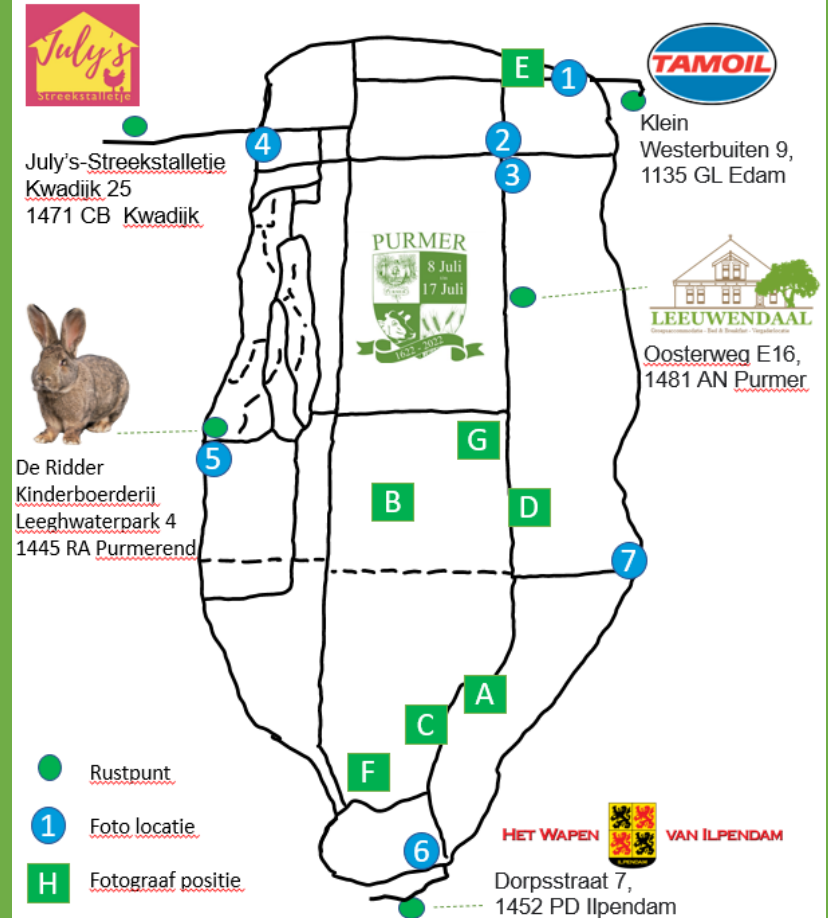 July's
Streekstalletje
E
1
TAMOIL
4
2
3
Klein
Westerbuiten 9,
1135 GL Edam
July's-Streekstalletje
Kwadijk 25
1471 CB Kwadijk
PURMER
8 Juli
17 Juli
1622 - 2022
LEEUWENDAAL
Oosterweg E16,
1481 AN Purmer
G
5
B
D
De Ridder
Kinderboerderij
Leeghwaterpark 4
1445 RA Purmerend
7
A
C
F
Rustpunt
1
Foto locatie
6
HET WAPEN VAN ILPENDAM
ILPENDAM
H
Fotograaf positie
Dorpsstraat 7,
1452 PD Ilpendam